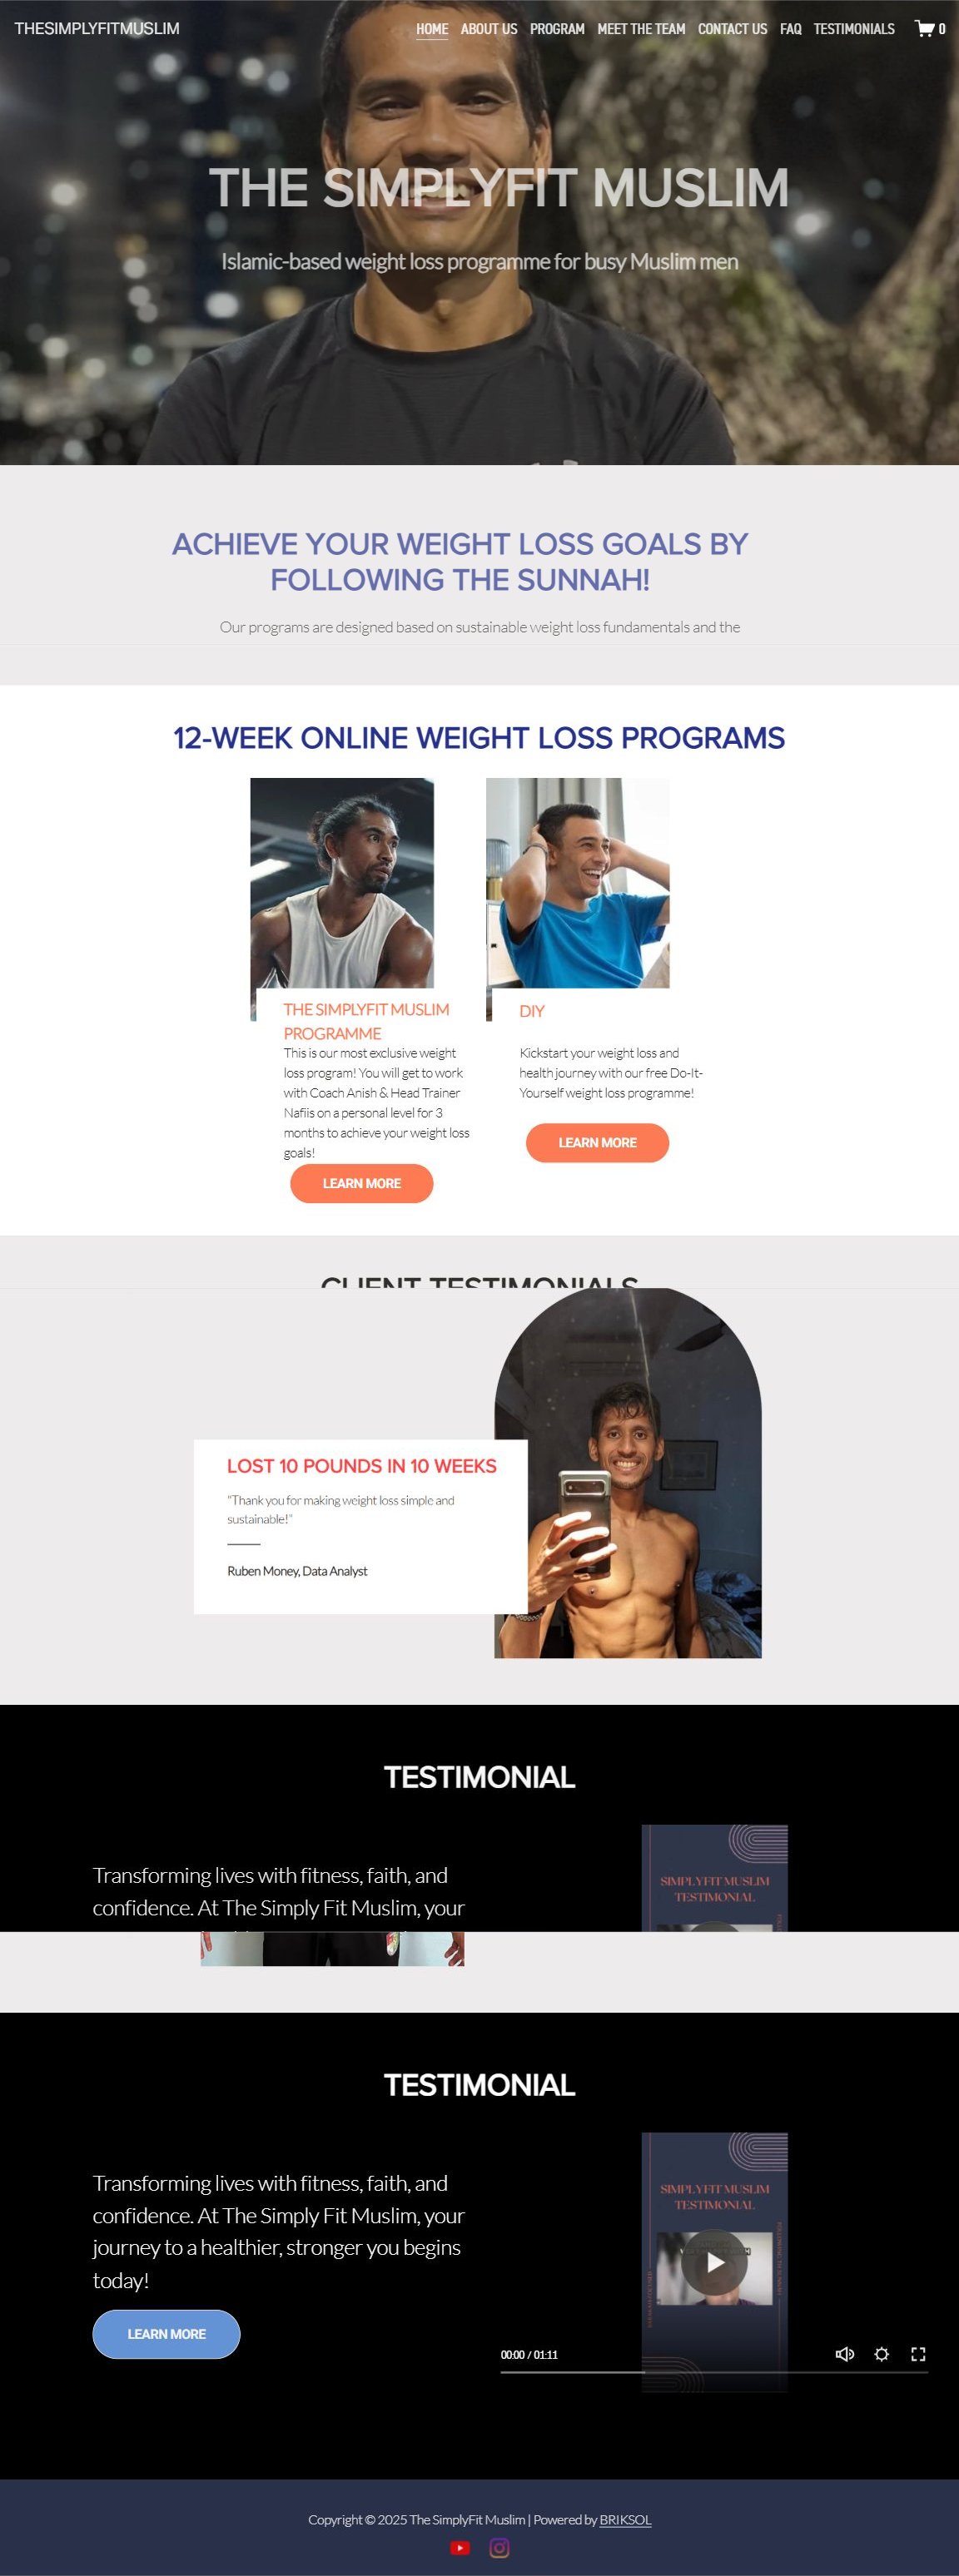 THESIMPLYFITMUSLIM
HOME ABOUT US PROGRAM MEET THE TEAM CONTACT US FAQ TESTIMONIALS 0
THE SIMPLYFIT MUSLIM
Islamic-based weight loss programme for busy Muslim men
ACHIEVE YOUR WEIGHT LOSS GOALS BY
FOLLOWING THE SUNNAH!
Our programs are designed based on sustainable weight loss fundamentals and the
12-WEEK ONLINE WEIGHT LOSS PROGRAMS
THE SIMPLYFIT MUSLIM
PROGRAMME
This is our most exclusive weight
loss program! You will get to work
with Coach Anish & Head Trainer
Nafiis on a personal level for 3
months to achieve your weight loss
goals!
LEARN MORE
DIY
Kickstart your weight loss and
health journey with our free Do-It-
Yourself weight loss programme!
LEARN MORE
CLIENT TESTIMONIALS
LOST 10 POUNDS IN 10 WEEKS
"Thank you for making weight loss simple and
sustainable!"
Ruben Money, Data Analyst
TESTIMONIAL
Transforming lives with fitness, faith, and
confidence. At The Simply Fit Muslim, your
SIMPLYFIT MUSLIM
TESTIMONIAL
TESTIMONIAL
Transforming lives with fitness, faith, and
confidence. At The Simply Fit Muslim, your
journey to a healthier, stronger you begins
today!
LEARN MORE
SIMPLYFIT MUSLIM
TESTIMONIAL
00:00 / 01:11
Copyright © 2025 The SimplyFit Muslim | Powered by BRIKSOL